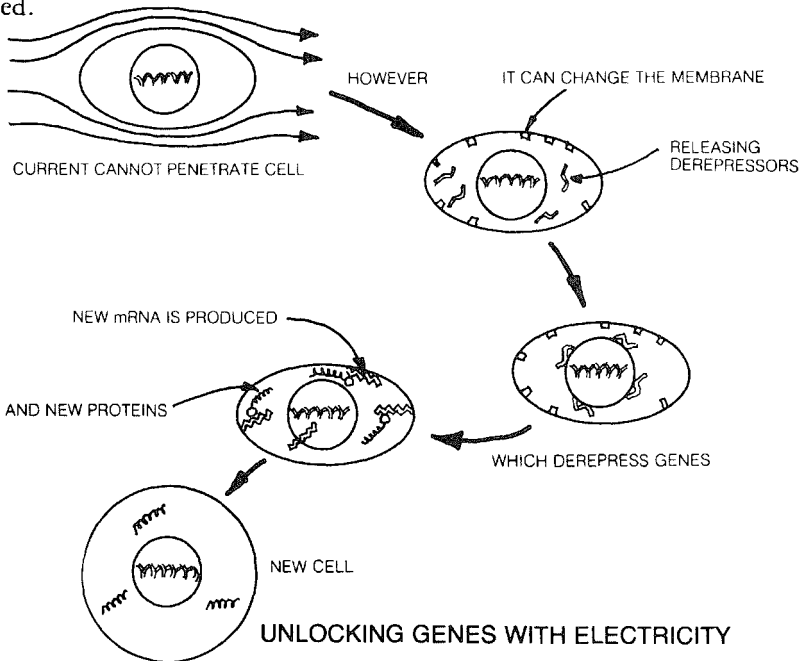 ed.
HOWEVER
IT CAN CHANGE THE MEMBRANE
RELEASING
DEREPRESSORS
CURRENT CANNOT PENETRATE CELL
NEW mRNA IS PRODUCED
AND NEW PROTEINS
WHICH DEREPRESS GENES
NEW CELL
UNLOCKING GENES WITH ELECTRICITY